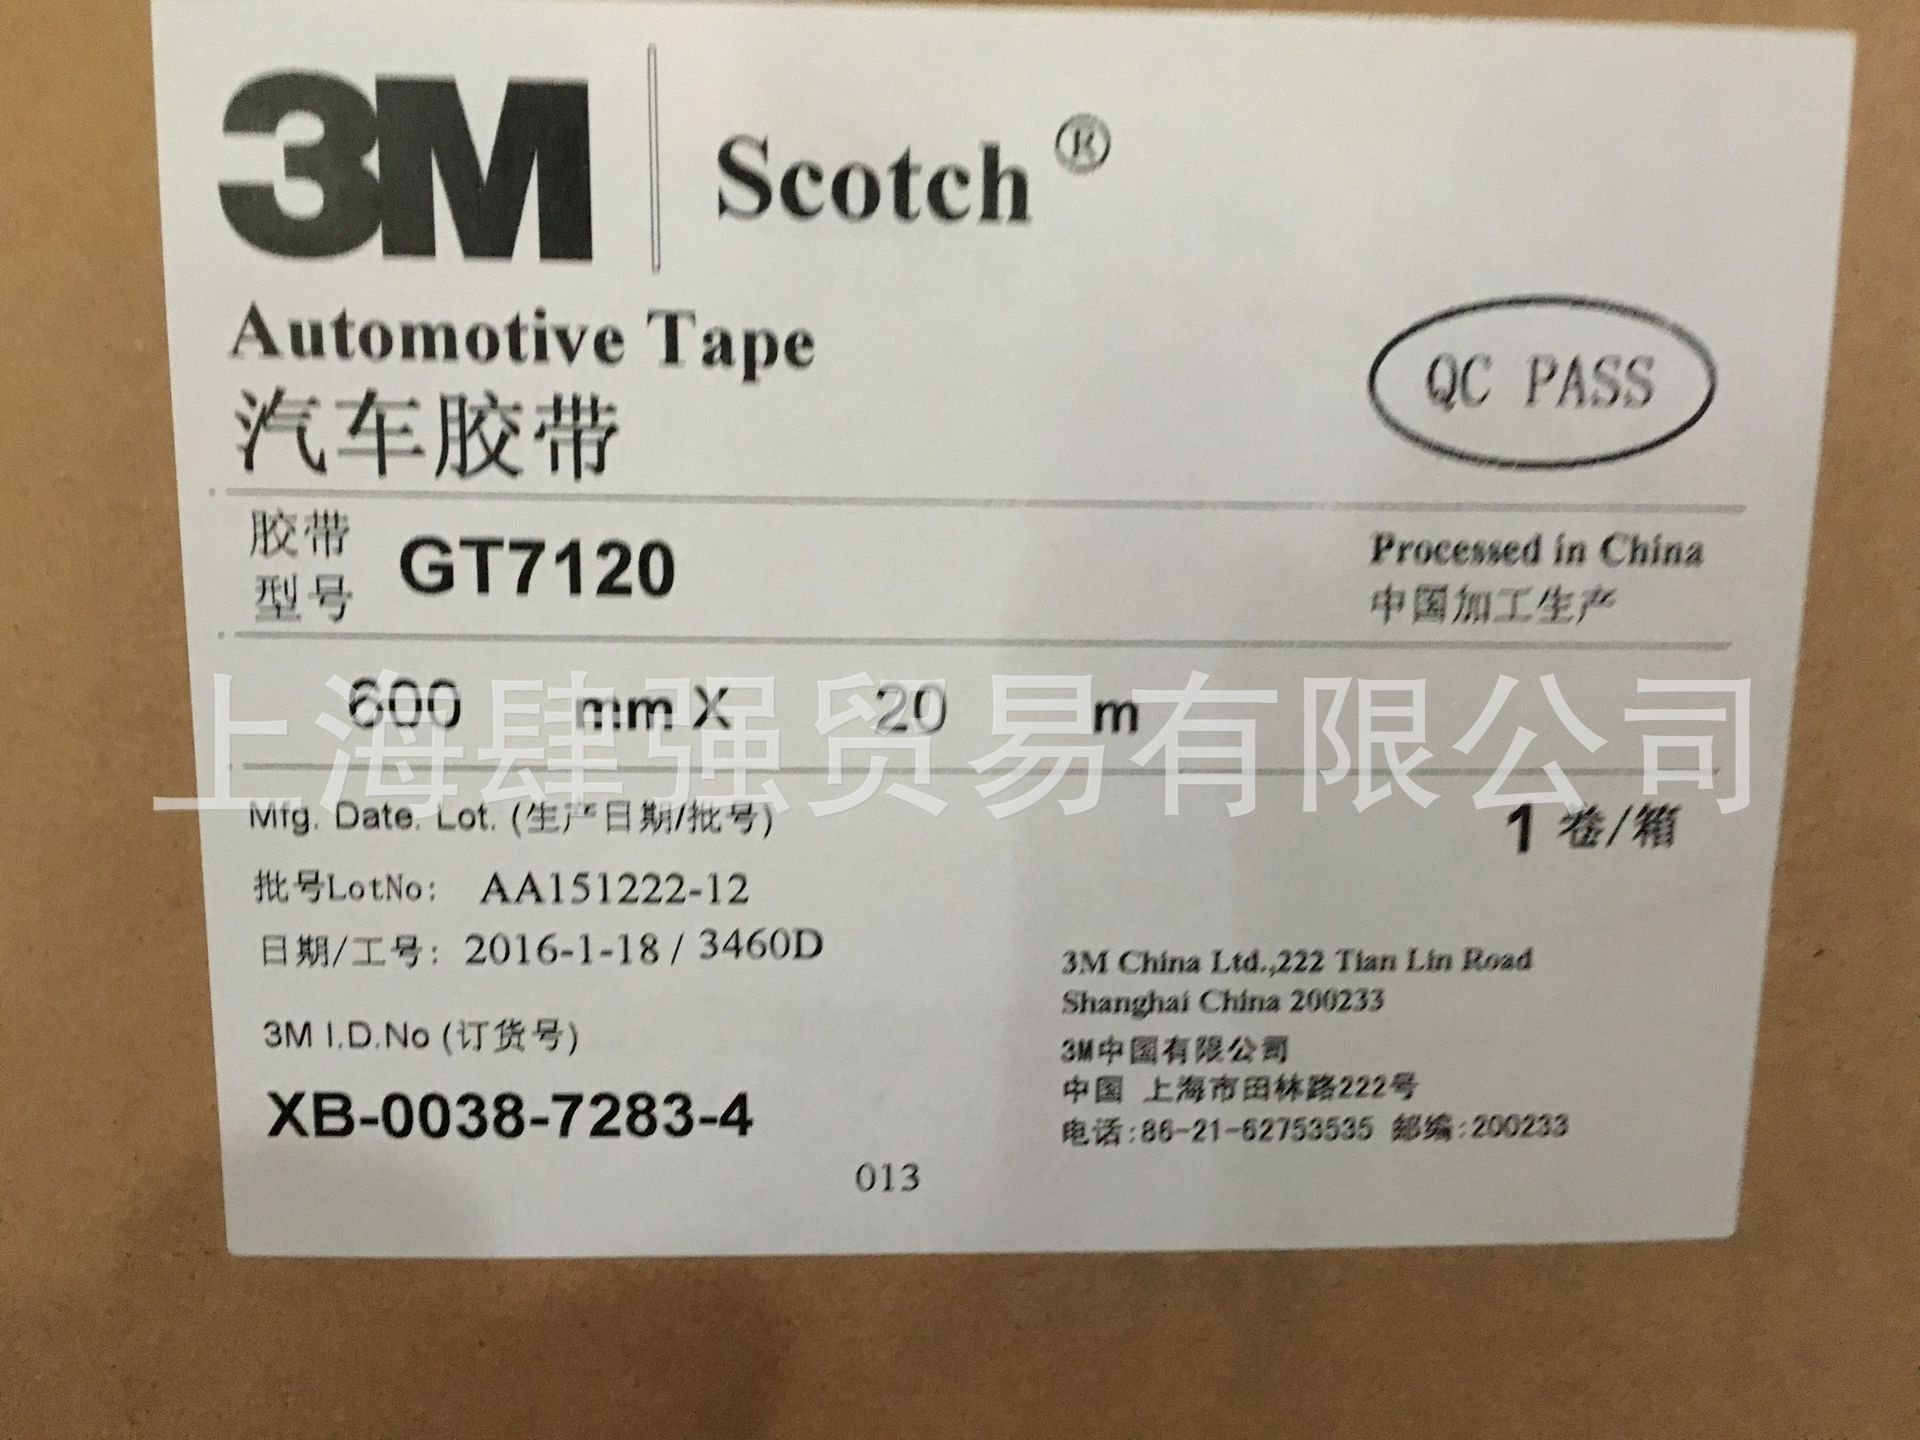 3M Scotch®
Automotive Tape
汽车胶带
QC PASS
胶带型号 GT7120
Processed in China
中国加工生产
600 mm X 20 m
上海肆强贸易有限公司
Mfg. Date. Lot. (生产日期/批号)
1 卷/箱
批号LotNo: AA151222-12
日期/工号: 2016-1-18 / 3460D
3M I.D.No (订货号)
XB-0038-7283-4
013
3M China Ltd.,222 Tian Lin Road
Shanghai China 200233
3M中国有限公司
中国 上海市田林路222号
电话:86-21-62753535 邮编:200233